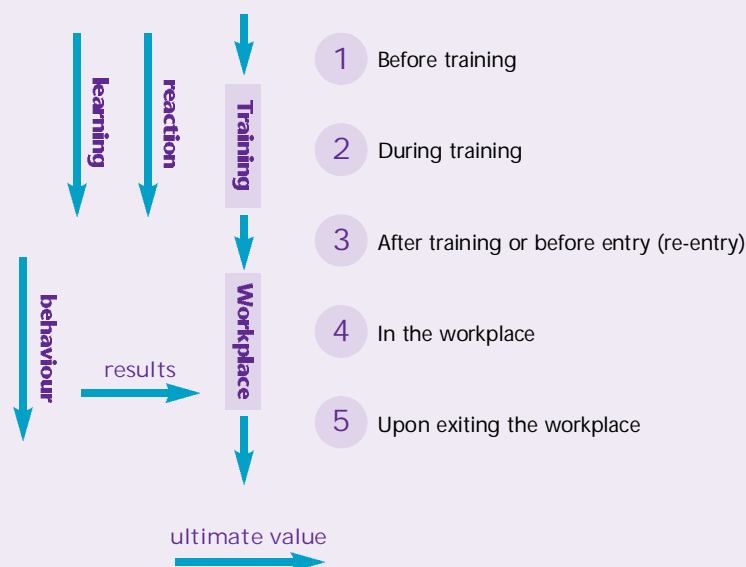 learning
reaction
Training
behaviour
results
Workplace
ultimate value
1 Before training
2 During training
3 After training or before entry (re-entry)
4 In the workplace
5 Upon exiting the workplace